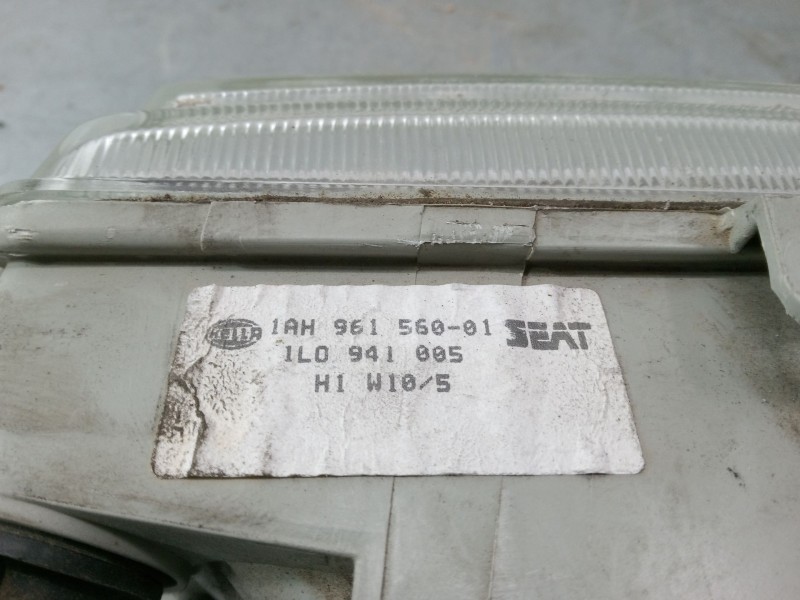 HELLA 1AH 961 560-01 SEAT
1L0 941 005
H1 W10/5